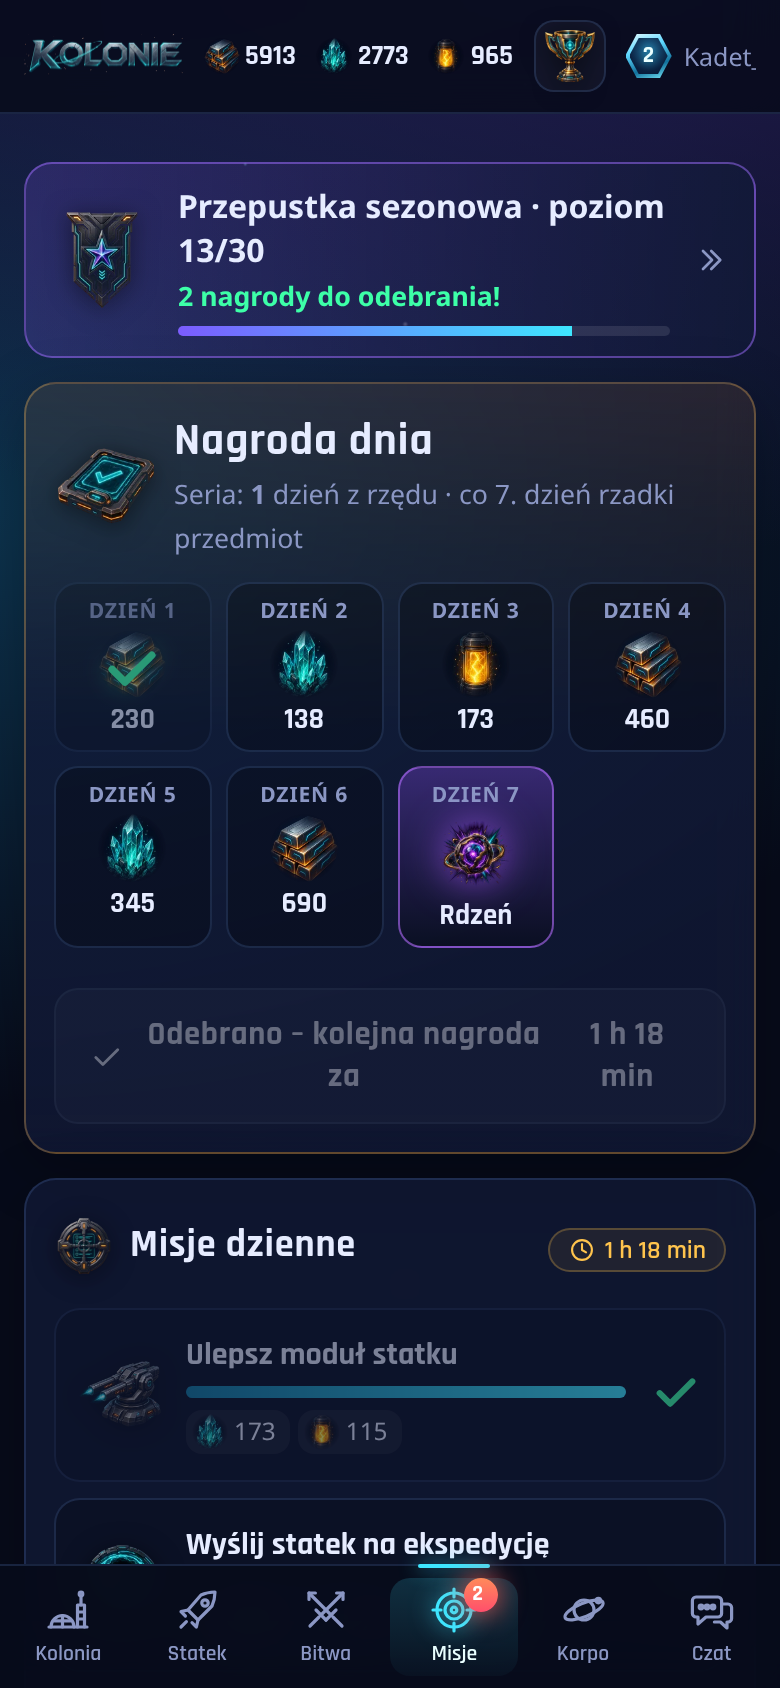 KOLONIE 5913 2773 965 2 Kadet_
Przepustka sezonowa · poziom
13/30
2 nagrody do odebrania!
Nagroda dnia
Seria: 1 dzień z rzędu · co 7. dzień rzadki
przedmiot
DZIEŃ 1 DZIEŃ 2 DZIEŃ 3 DZIEŃ 4
230 138 173 460
DZIEŃ 5 DZIEŃ 6 DZIEŃ 7
345 690 Rdzeń
Odebrano – kolejna nagroda 1 h 18
za min
Misje dzienne 1 h 18 min
Ulepsz moduł statku
173 115
Wyślij statek na ekspedycję
2
Kolonia Statek Bitwa Misje Korpo Czat